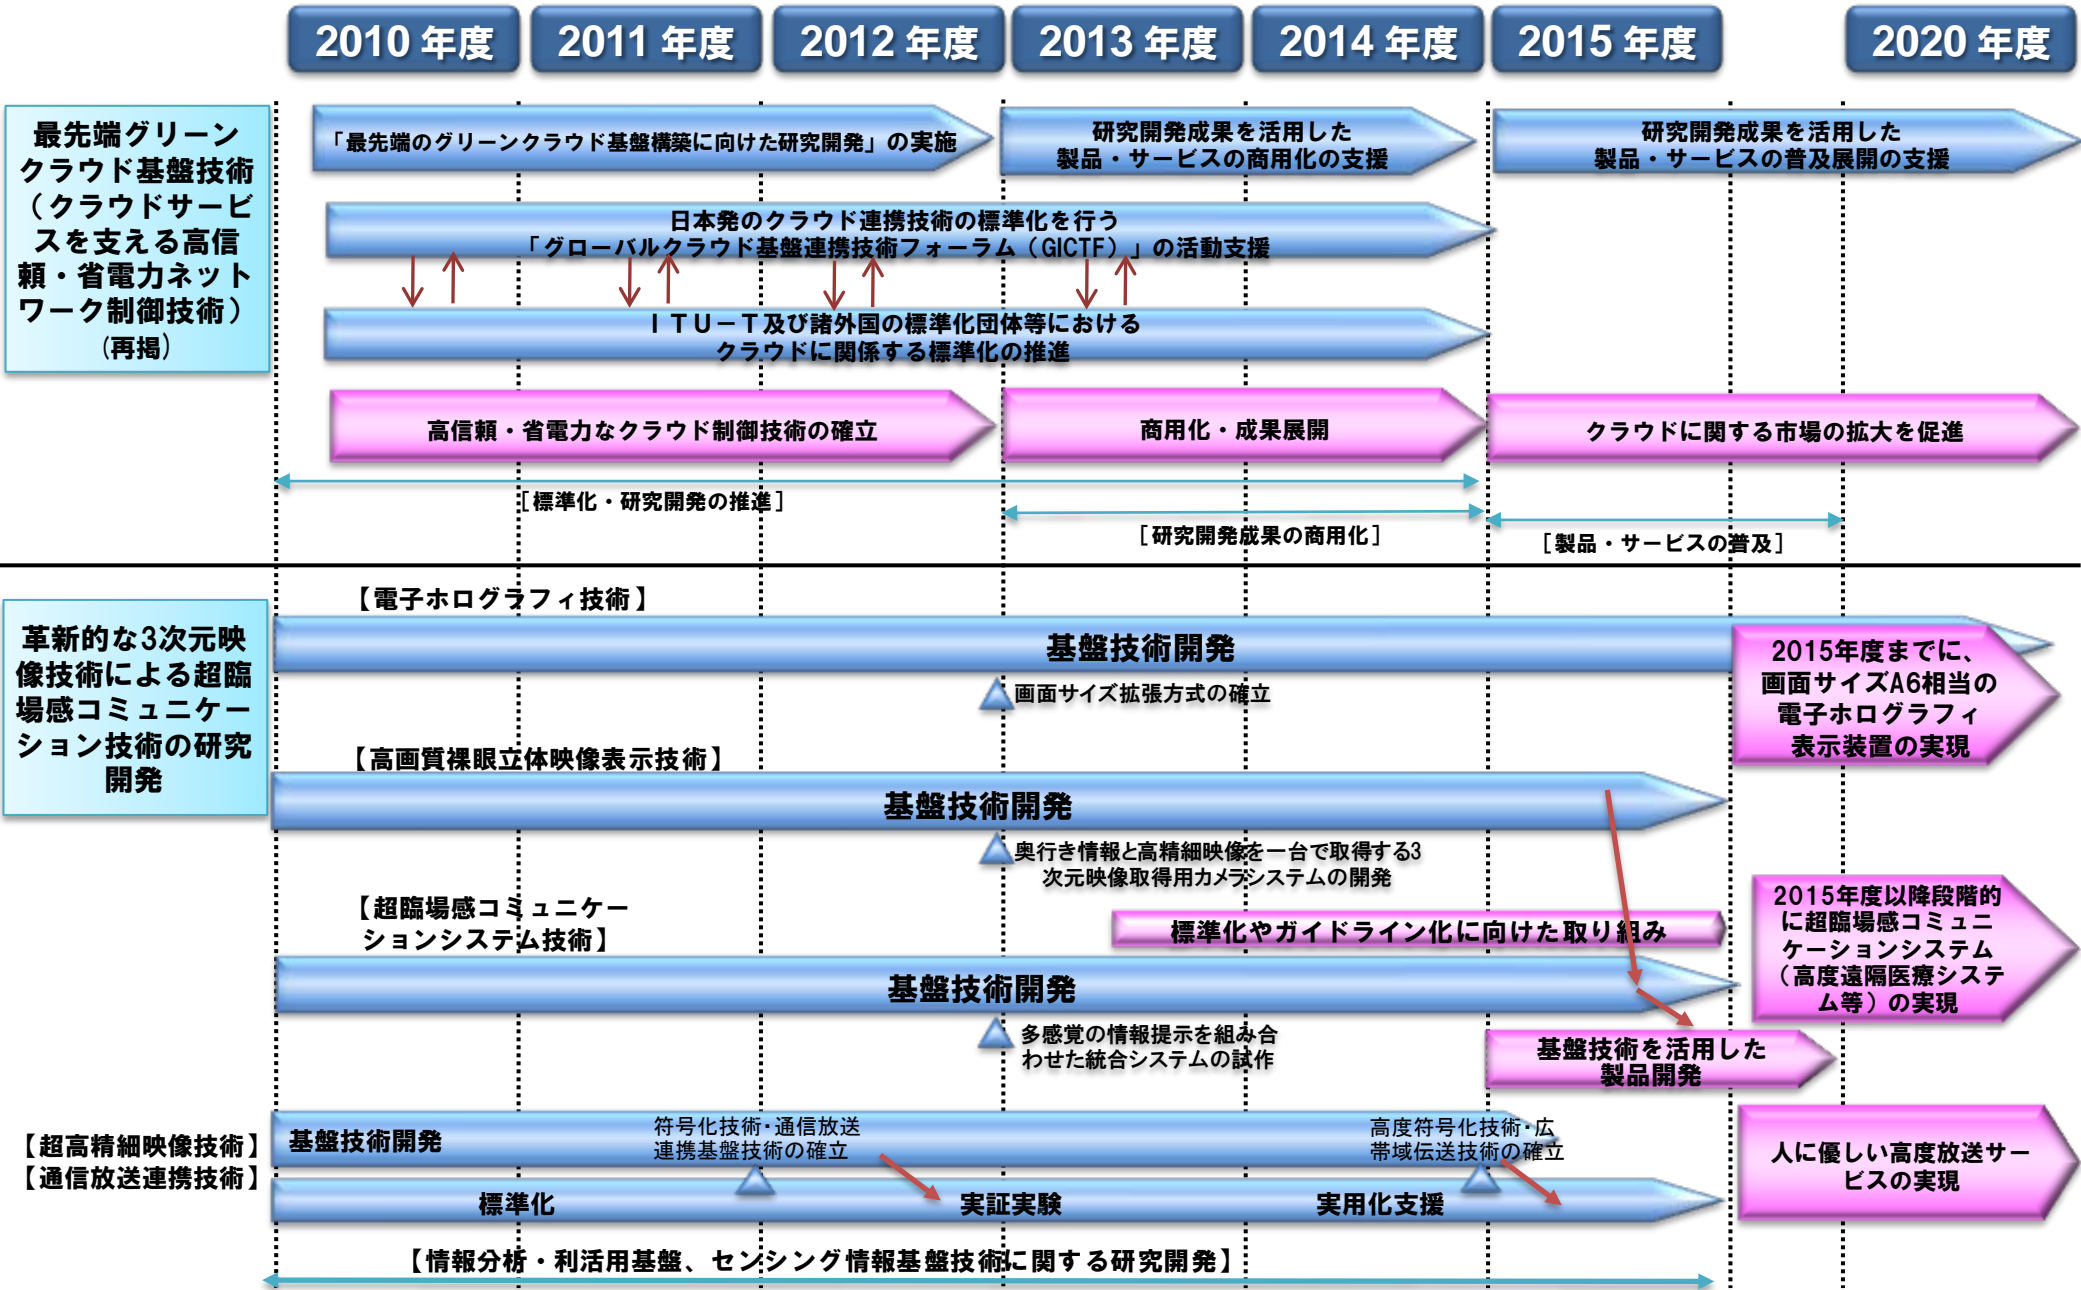 2010 年度
2011 年度
2012 年度
2013 年度
2014 年度
2015 年度
2020 年度
最先端グリーン
クラウド基盤技術
（クラウドサービ
スを支える高信
頼・省電力ネット
ワーク制御技術）
(再掲)
「最先端のグリーンクラウド基盤構築に向けた研究開発」の実施
研究開発成果を活用した
製品・サービスの商用化の支援
研究開発成果を活用した
製品・サービスの普及展開の支援
日本発のクラウド連携技術の標準化を行う
「グローバルクラウド基盤連携技術フォーラム（GICTF）」の活動支援
ＩＴＵ－Ｔ及び諸外国の標準化団体等における
クラウドに関係する標準化の推進
高信頼・省電力なクラウド制御技術の確立
商用化・成果展開
クラウドに関する市場の拡大を促進
［標準化・研究開発の推進］
［研究開発成果の商用化］
［製品・サービスの普及］
革新的な3次元映
像技術による超臨
場感コミュニケー
ション技術の研究
開発
【電子ホログラフィ技術】
基盤技術開発
画面サイズ拡張方式の確立
2015年度までに、
画面サイズA6相当の
電子ホログラフィ
表示装置の実現
【高画質裸眼立体映像表示技術】
基盤技術開発
奥行き情報と高精細映像を一台で取得する3
次元映像取得用カメラシステムの開発
【超臨場感コミュニケー
ションシステム技術】
標準化やガイドライン化に向けた取り組み
基盤技術開発
多感覚の情報提示を組み合
わせた統合システムの試作
2015年度以降段階的
に超臨場感コミュニ
ケーションシステム
（高度遠隔医療システ
ム等）の実現
基盤技術を活用した
製品開発
【超高精細映像技術】
【通信放送連携技術】
基盤技術開発
符号化技術・通信放送
連携基盤技術の確立
高度符号化技術・広
帯域伝送技術の確立
標準化
実証実験
実用化支援
人に優しい高度放送サー
ビスの実現
【情報分析・利活用基盤、センシング情報基盤技術に関する研究開発】